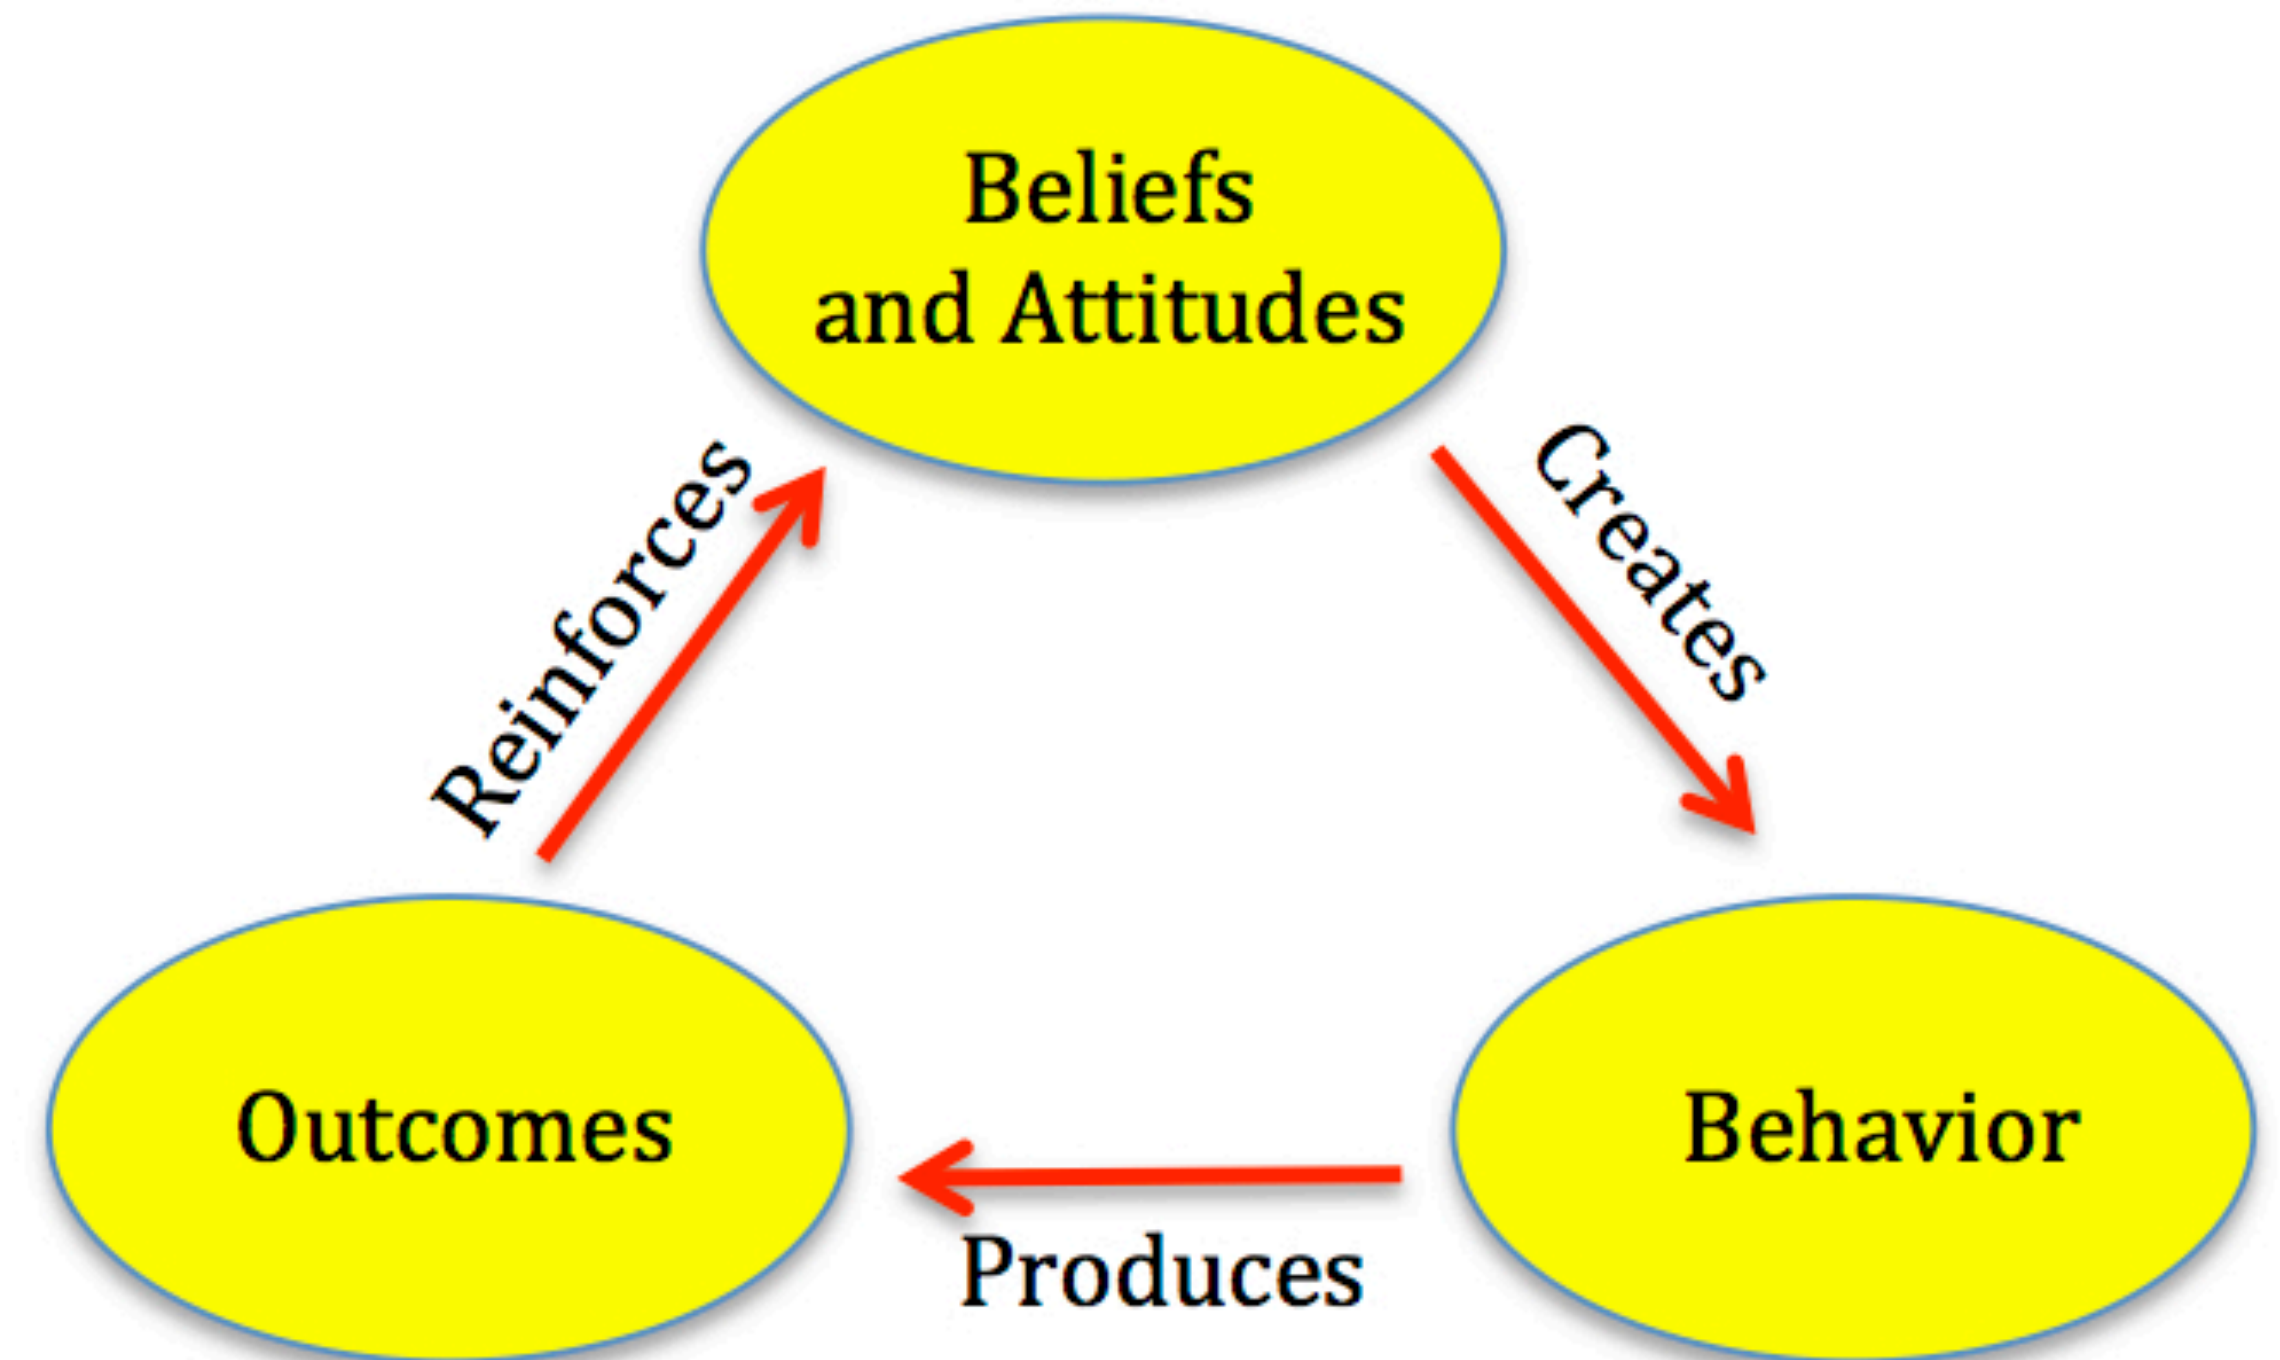 Beliefs
and Attitudes
Creates
Reinforces
Outcomes
Behavior
Produces